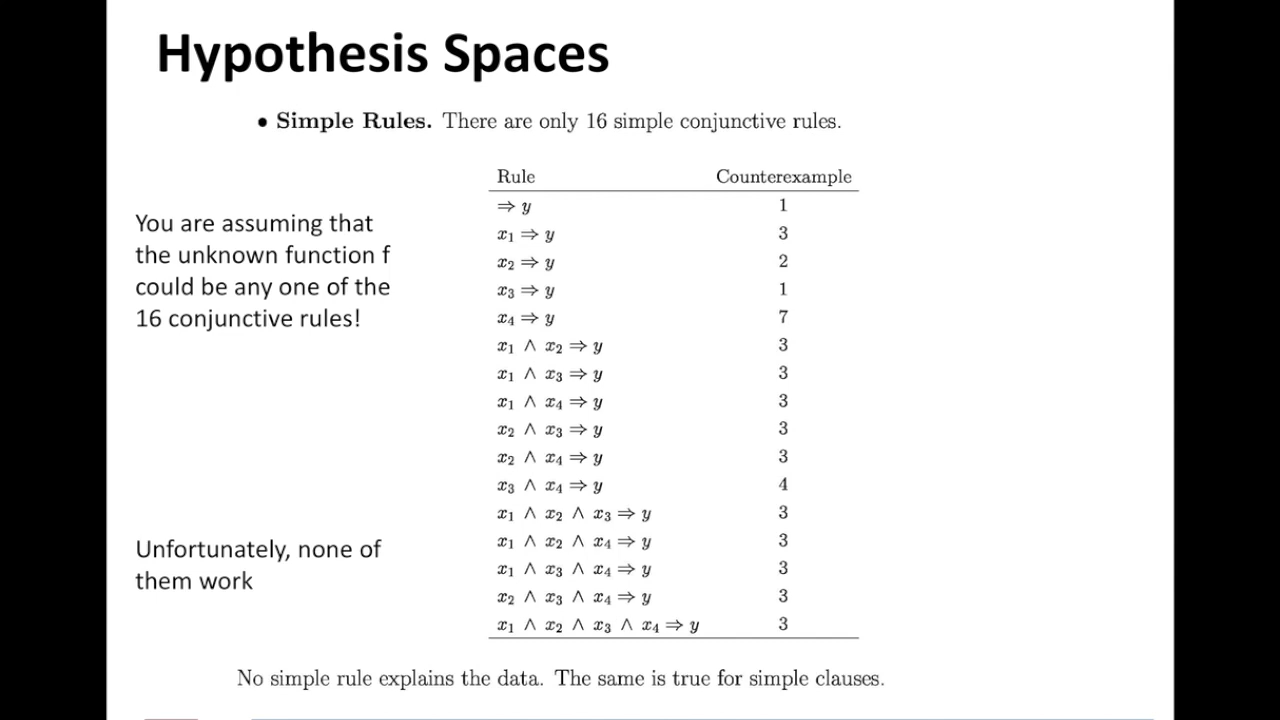 Hypothesis Spaces
• Simple Rules. There are only 16 simple conjunctive rules.
Rule Counterexample
⇒ y 1
x₁ ⇒ y 3
x₂ ⇒ y 2
x₃ ⇒ y 1
x₄ ⇒ y 7
x₁ ∧ x₂ ⇒ y 3
x₁ ∧ x₃ ⇒ y 3
x₁ ∧ x₄ ⇒ y 3
x₂ ∧ x₃ ⇒ y 3
x₂ ∧ x₄ ⇒ y 3
x₃ ∧ x₄ ⇒ y 4
x₁ ∧ x₂ ∧ x₃ ⇒ y 3
x₁ ∧ x₂ ∧ x₄ ⇒ y 3
x₁ ∧ x₃ ∧ x₄ ⇒ y 3
x₂ ∧ x₃ ∧ x₄ ⇒ y 3
x₁ ∧ x₂ ∧ x₃ ∧ x₄ ⇒ y 3
You are assuming that
the unknown function f
could be any one of the
16 conjunctive rules!
Unfortunately, none of
them work
No simple rule explains the data. The same is true for simple clauses.